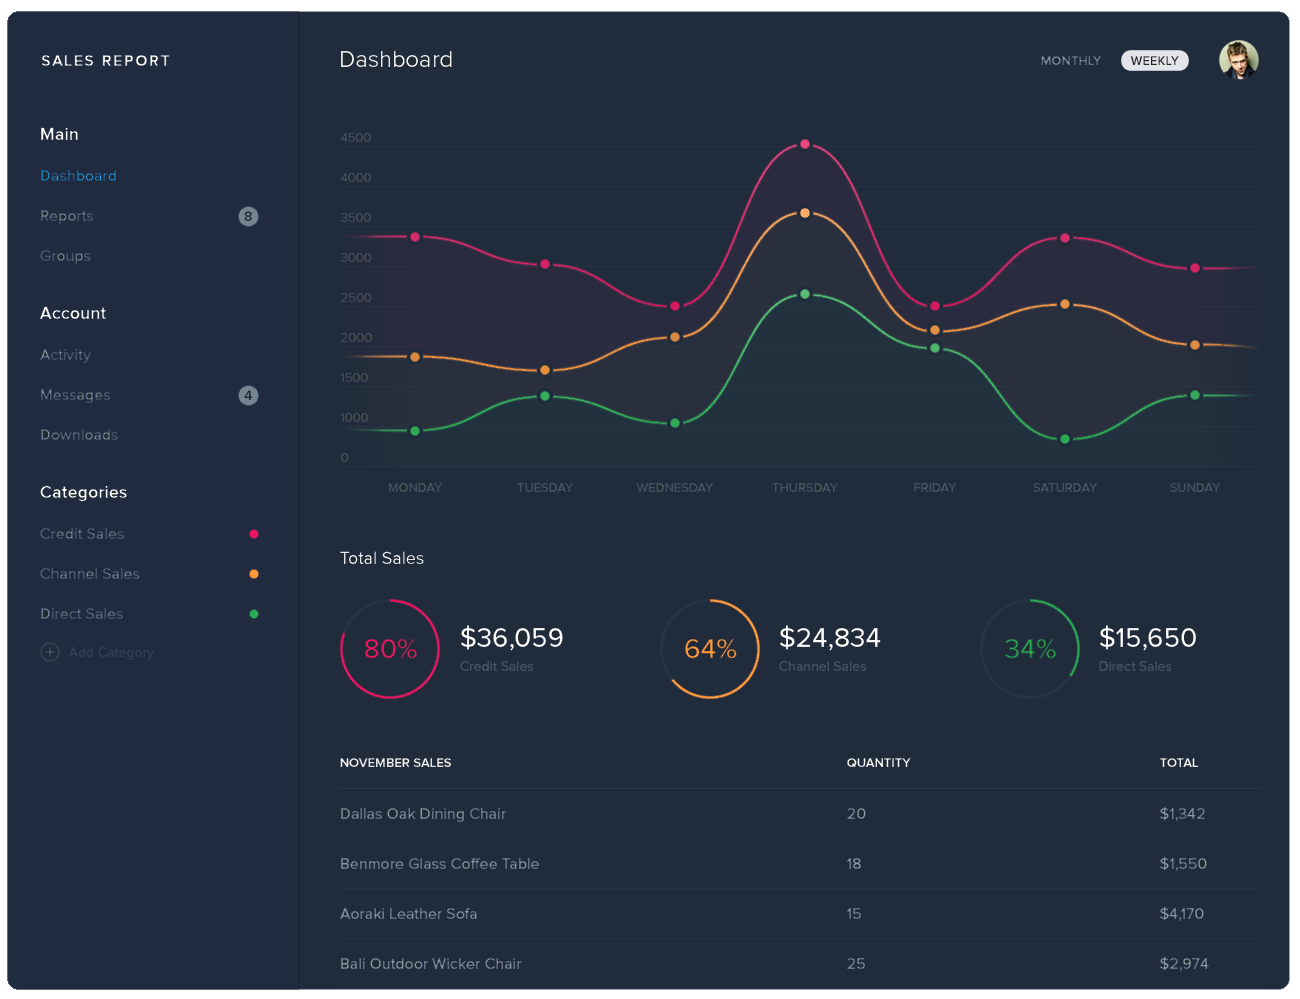 SALES REPORT
Main
Dashboard
Reports 8
Groups
Account
Activity
Messages 4
Downloads
Categories
Credit Sales
Channel Sales
Direct Sales
Add Category
Dashboard
MONTHLY WEEKLY
4500
4000
3500
3000
2500
2000
1500
1000
0
MONDAY TUESDAY WEDNESDAY THURSDAY FRIDAY SATURDAY SUNDAY
Total Sales
80% $36,059
Credit Sales
64% $24,834
Channel Sales
34% $15,650
Direct Sales
NOVEMBER SALES QUANTITY TOTAL
Dallas Oak Dining Chair 20 $1,342
Benmore Glass Coffee Table 18 $1,550
Aoraki Leather Sofa 15 $4,170
Bali Outdoor Wicker Chair 25 $2,974